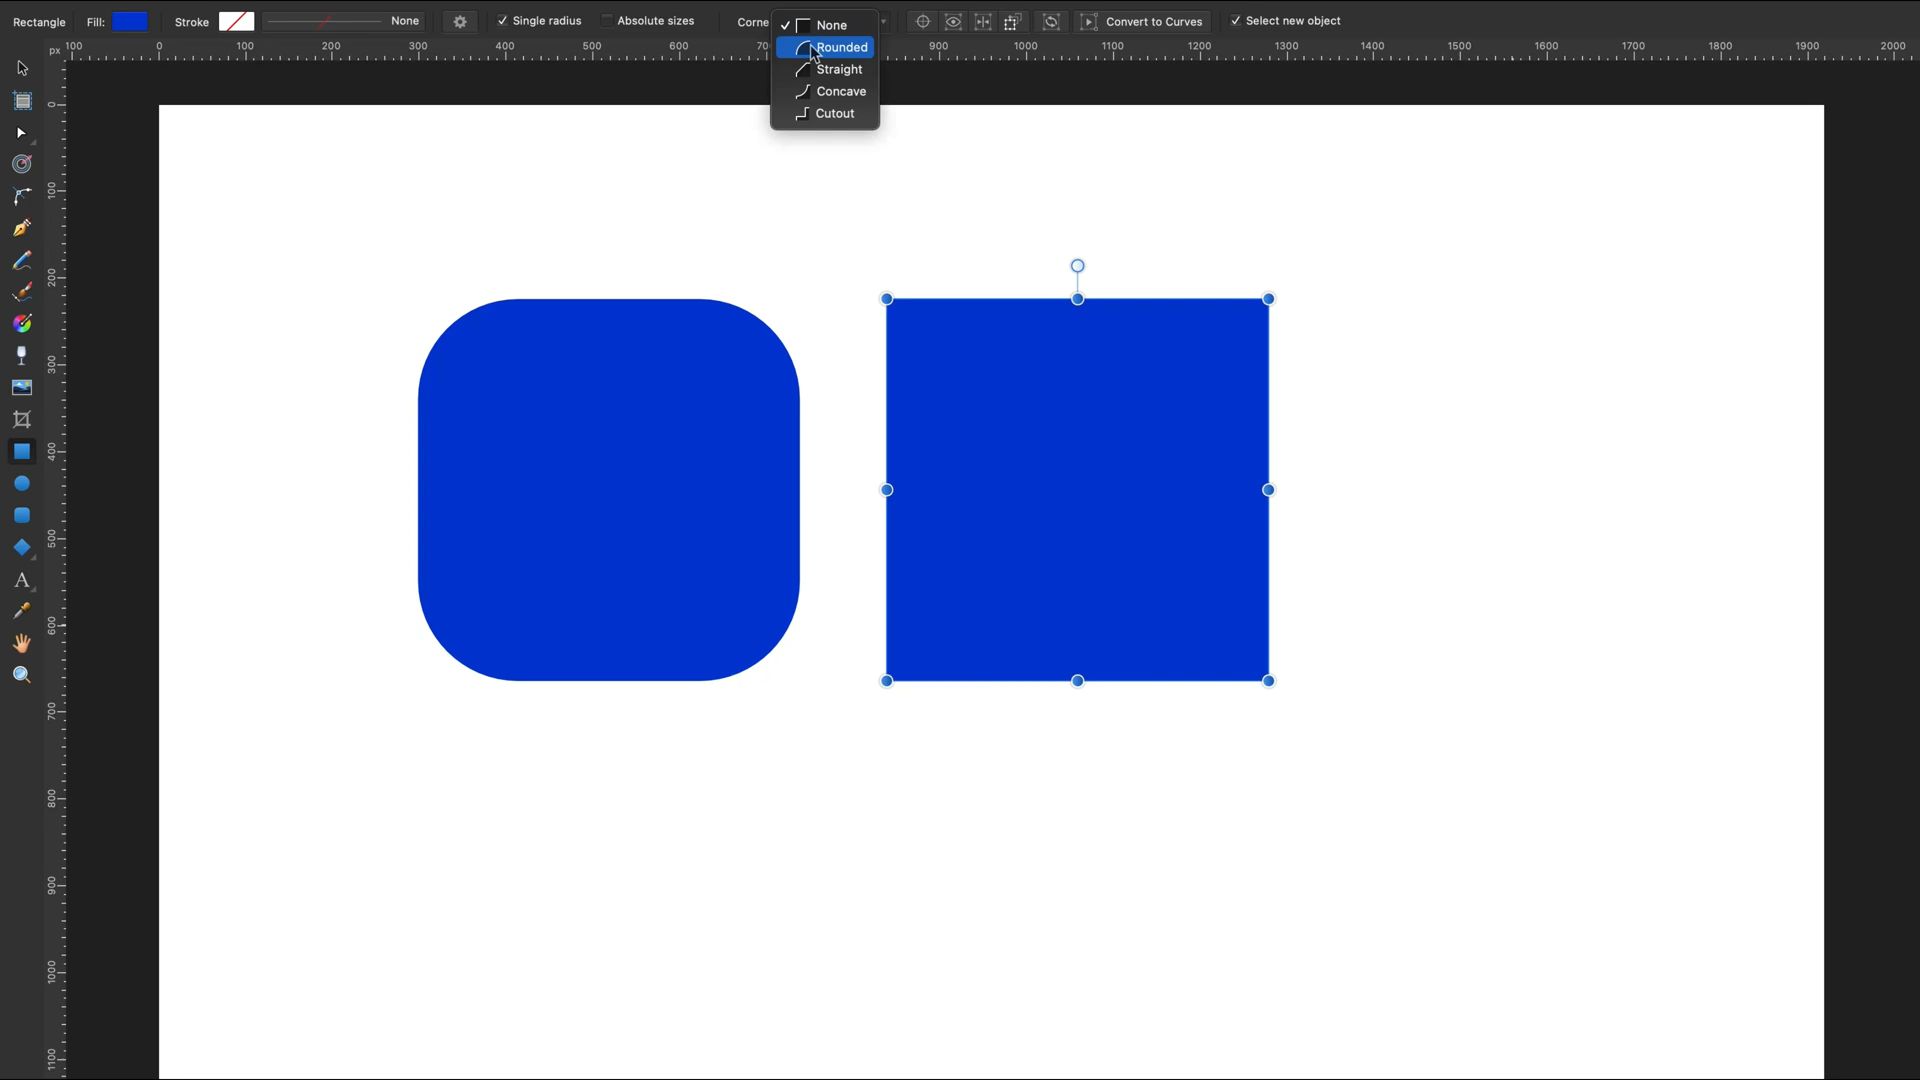 Rectangle Fill: Stroke None Single radius Absolute sizes Corne Convert to Curves Select new object
None
Rounded
Straight
Concave
Cutout
px 100 0 100 200 300 400 500 600 700 900 1000 1100 1200 1300 1400 1500 1600 1700 1800 1900 2000
0
100
200
300
400
500
600
700
800
900
1000
1100
A